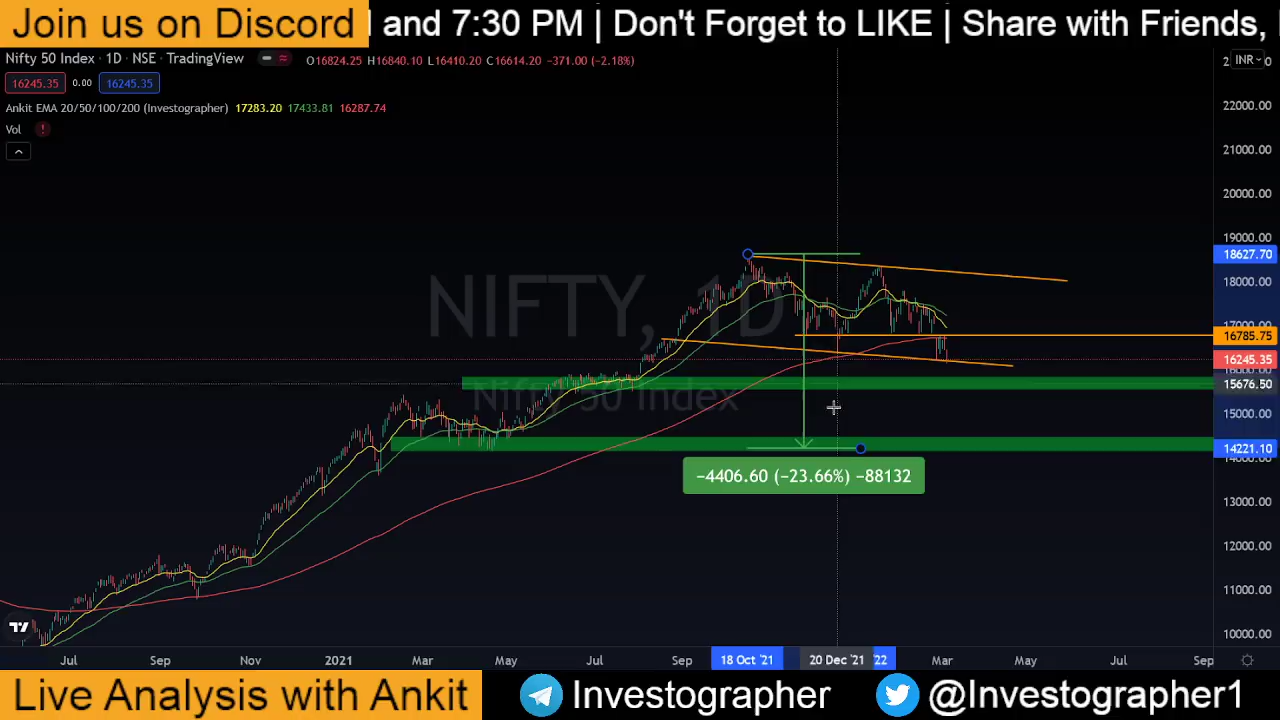 Join us on Discord
and 7:30 PM | Don't Forget to LIKE | Share with Friends,
Nifty 50 Index · 1D · NSE · TradingView
O16824.25 H16840.10 L16410.20 C16614.20 −371.00 (−2.18%)
INR
16245.35 0.00 16245.35
Ankit EMA 20/50/100/200 (Investographer) 17283.20 17433.81 16287.74
Vol !
22000.00
21000.00
20000.00
19000.00
18627.70
18000.00
17000.00
16785.75
16245.35
16000.00
15676.50
15000.00
14221.10
14000.00
13000.00
12000.00
11000.00
10000.00
NIFTY, 1D
Nifty 50 Index
−4406.60 (−23.66%) −88132
Jul Sep Nov 2021 Mar May Jul Sep 18 Oct '21 20 Dec '21 '22 Mar May Jul Sep
Live Analysis with Ankit Investographer @Investographer1